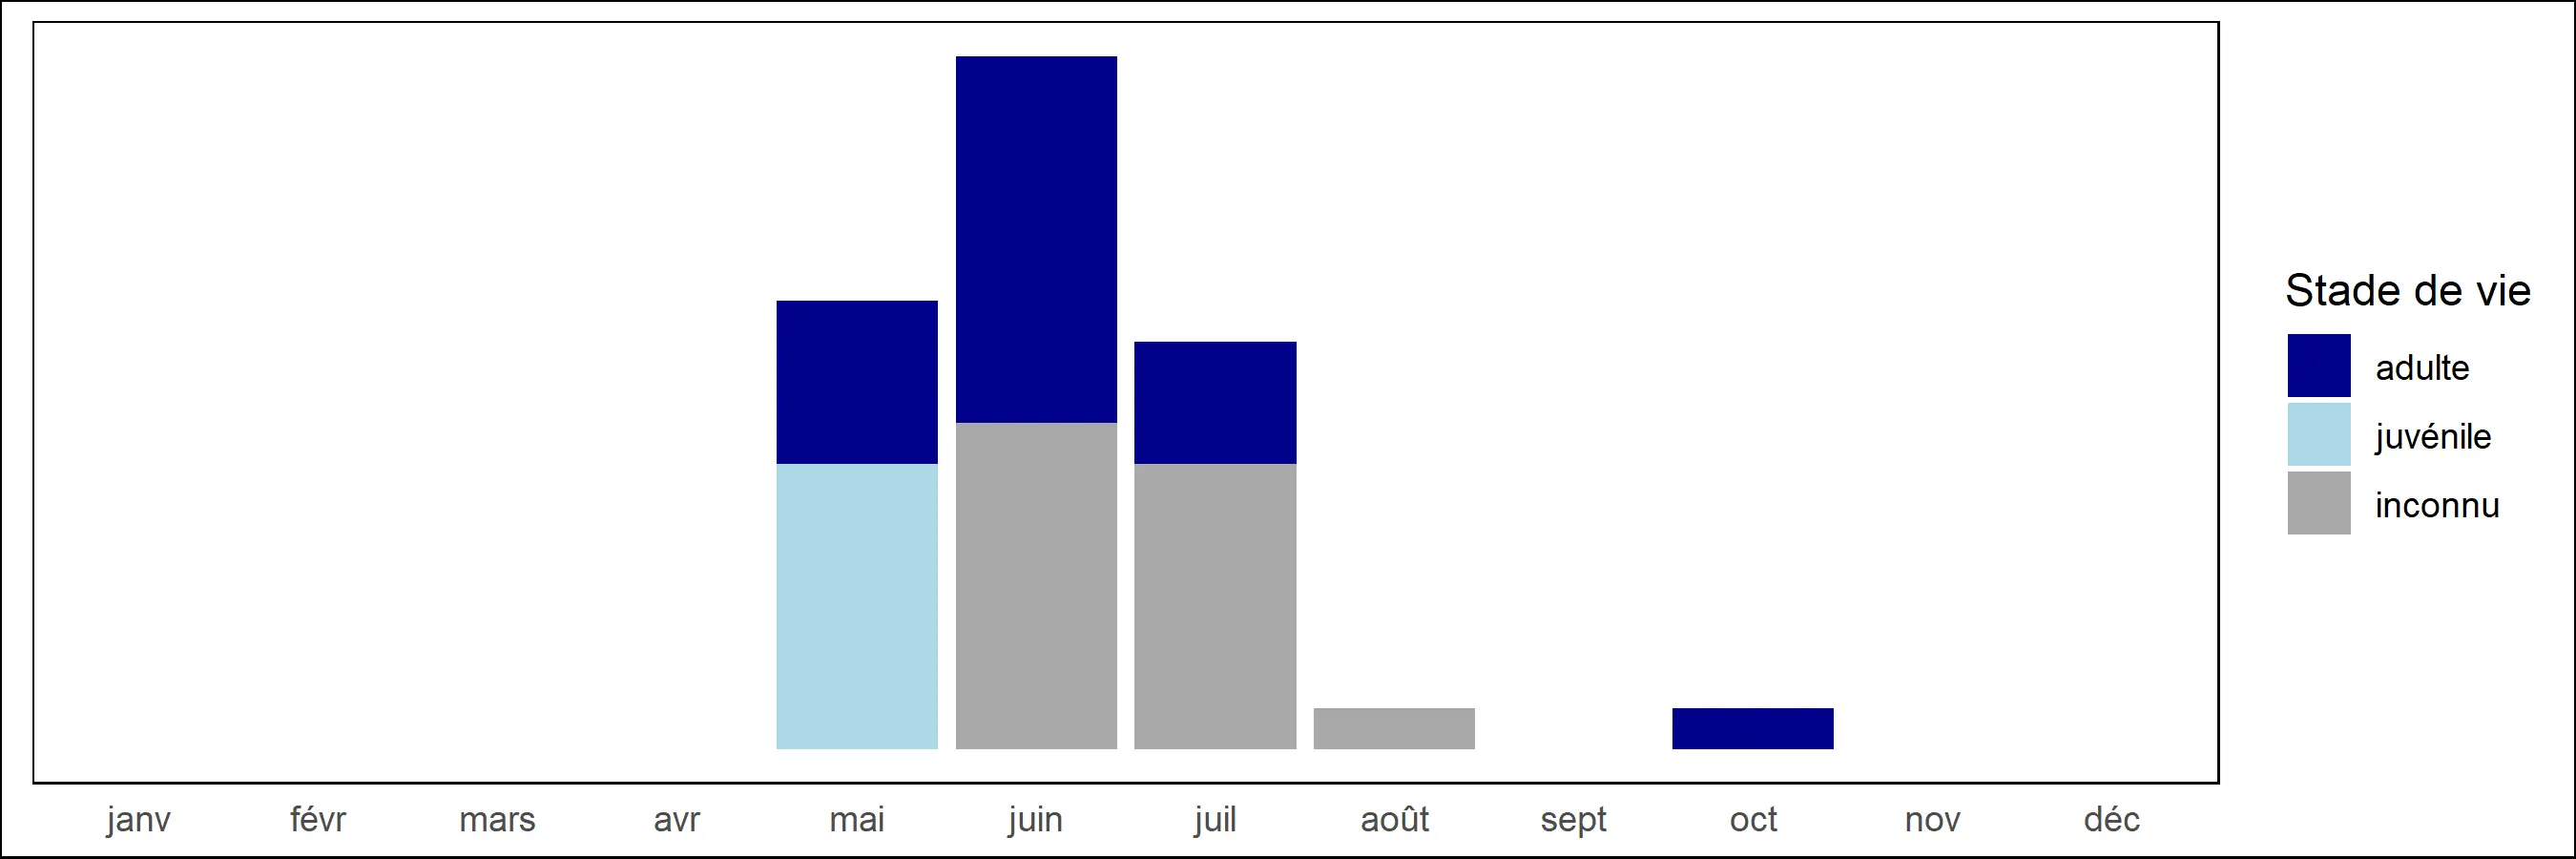 Stade de vie
adulte
juvénile
inconnu
janv févr mars avr mai juin juil août sept oct nov déc